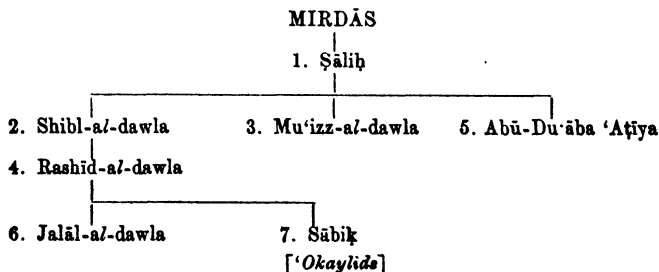 MIRDĀS
1. Ṣāliḥ
2. Shibl-al-dawla 3. Mu‘izz-al-dawla 5. Abū-Du·āba ‘Aṭīya
4. Rashīd-al-dawla
6. Jalāl-al-dawla 7. Sābiḳ
[‘Okaylids]